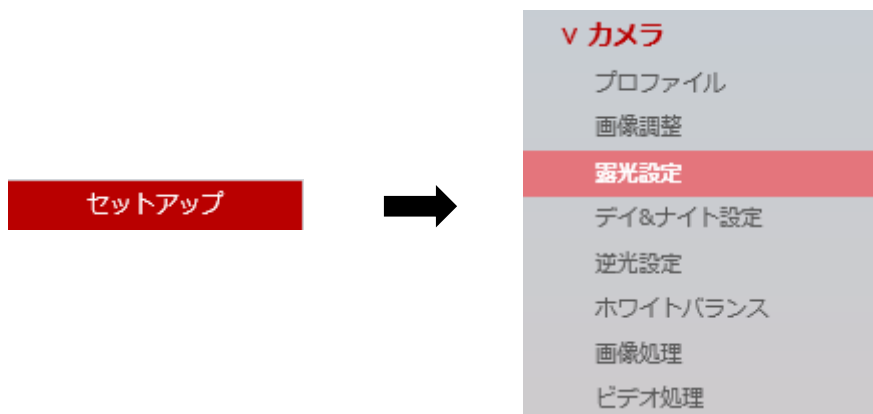 セットアップ
v カメラ
プロファイル
画像調整
露光設定
デイ&ナイト設定
逆光設定
ホワイトバランス
画像処理
ビデオ処理